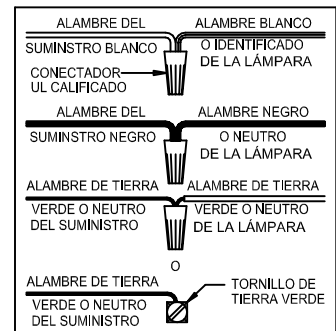 ALAMBRE DEL ALAMBRE BLANCO
SUMINSTRO BLANCO O IDENTIFICADO
CONECTADOR DE LA LÁMPARA
UL CALIFICADO
ALAMBRE DEL ALAMBRE NEGRO
SUMINSTRO NEGRO O NEUTRO
DE LA LÁMPARA
ALAMBRE DE TIERRA ALAMBRE DE TIERRA
VERDE O NEUTRO VERDE O NEUTRO
DEL SUMINISTRO DE LA LÁMPARA
O
ALAMBRE DE TIERRA TORNILLO DE
VERDE O NEUTRO TIERRA VERDE
DEL SUMINISTRO